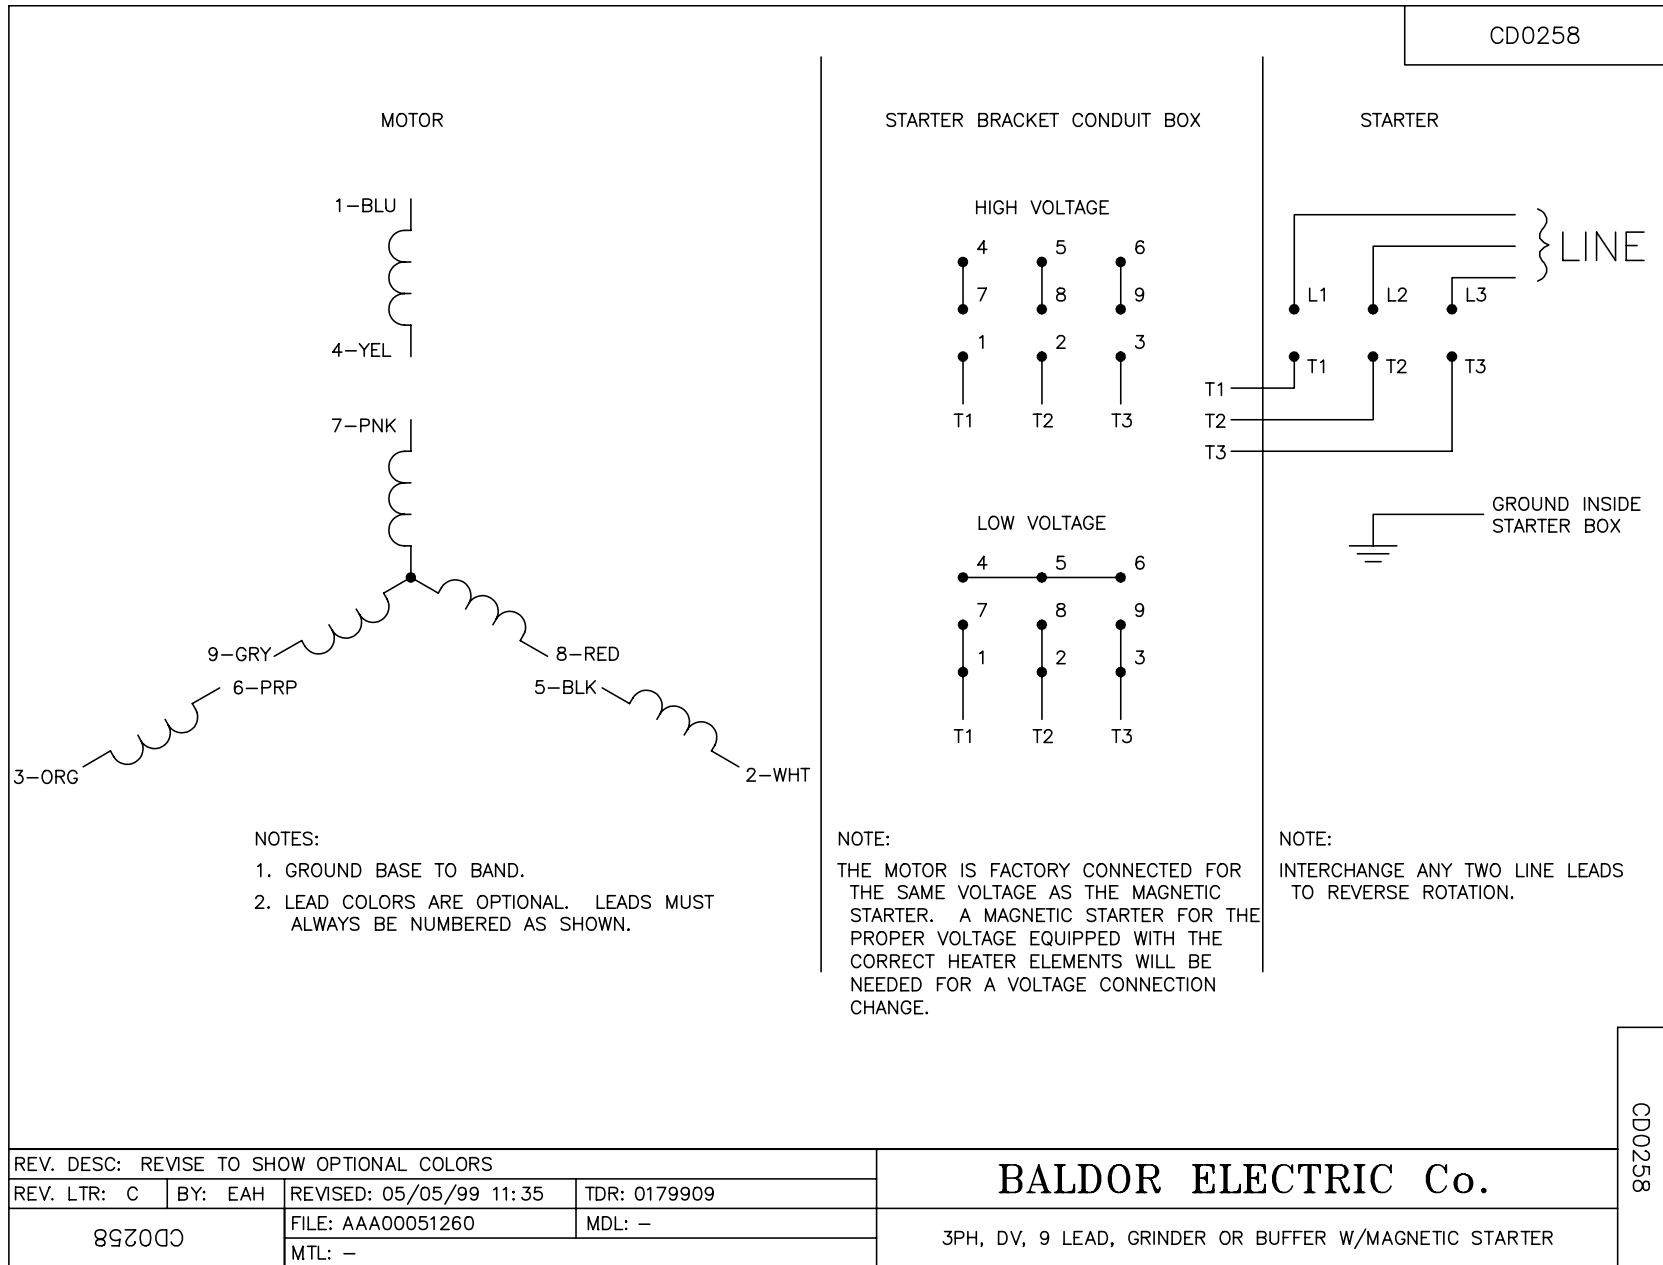 CD0258
MOTOR
1-BLU
4-YEL
7-PNK
9-GRY
8-RED
6-PRP
5-BLK
3-ORG
2-WHT
NOTES:
1. GROUND BASE TO BAND.
2. LEAD COLORS ARE OPTIONAL. LEADS MUST
ALWAYS BE NUMBERED AS SHOWN.
STARTER BRACKET CONDUIT BOX
HIGH VOLTAGE
4 5 6
7 8 9
1 2 3
T1 T2 T3
LOW VOLTAGE
4 5 6
7 8 9
1 2 3
T1 T2 T3
NOTE:
THE MOTOR IS FACTORY CONNECTED FOR
THE SAME VOLTAGE AS THE MAGNETIC
STARTER. A MAGNETIC STARTER FOR THE
PROPER VOLTAGE EQUIPPED WITH THE
CORRECT HEATER ELEMENTS WILL BE
NEEDED FOR A VOLTAGE CONNECTION
CHANGE.
STARTER
LINE
L1 L2 L3
T1 T2 T3
T1
T2
T3
GROUND INSIDE
STARTER BOX
NOTE:
INTERCHANGE ANY TWO LINE LEADS
TO REVERSE ROTATION.
CD0258
REV. DESC: REVISE TO SHOW OPTIONAL COLORS
REV. LTR: C BY: EAH REVISED: 05/05/99 11:35 TDR: 0179909
CD0258
FILE: AAA00051260 MDL: -
MTL: -
BALDOR ELECTRIC Co.
3PH, DV, 9 LEAD, GRINDER OR BUFFER W/MAGNETIC STARTER